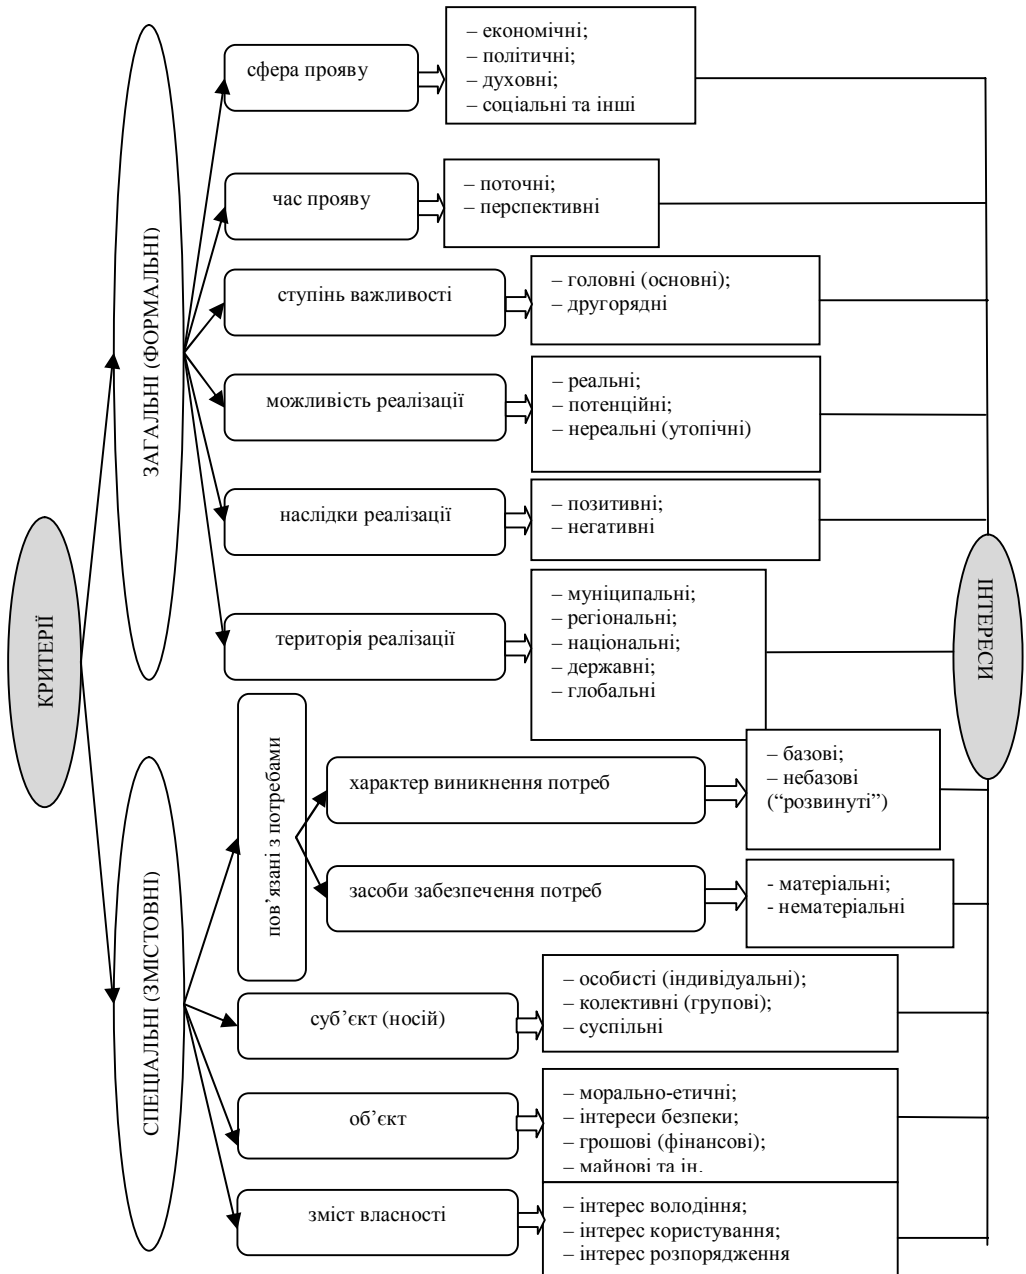 КРИТЕРІЇ
ЗАГАЛЬНІ (ФОРМАЛЬНІ)
сфера прояву
– економічні;
– політичні;
– духовні;
– соціальні та інші
час прояву
– поточні;
– перспективні
ступінь важливості
– головні (основні);
– другорядні
можливість реалізації
– реальні;
– потенційні;
– нереальні (утопічні)
наслідки реалізації
– позитивні;
– негативні
територія реалізації
– муніципальні;
– регіональні;
– національні;
– державні;
– глобальні
СПЕЦІАЛЬНІ (ЗМІСТОВНІ)
пов’язані з потребами
характер виникнення потреб
– базові;
– небазові
(“розвинуті”)
засоби забезпечення потреб
- матеріальні;
- нематеріальні
суб’єкт (носій)
– особисті (індивідуальні);
– колективні (групові);
– суспільні
об’єкт
– морально-етичні;
– інтереси безпеки;
– грошові (фінансові);
– майнові та ін.
зміст власності
– інтерес володіння;
– інтерес користування;
– інтерес розпорядження
ІНТЕРЕСИ